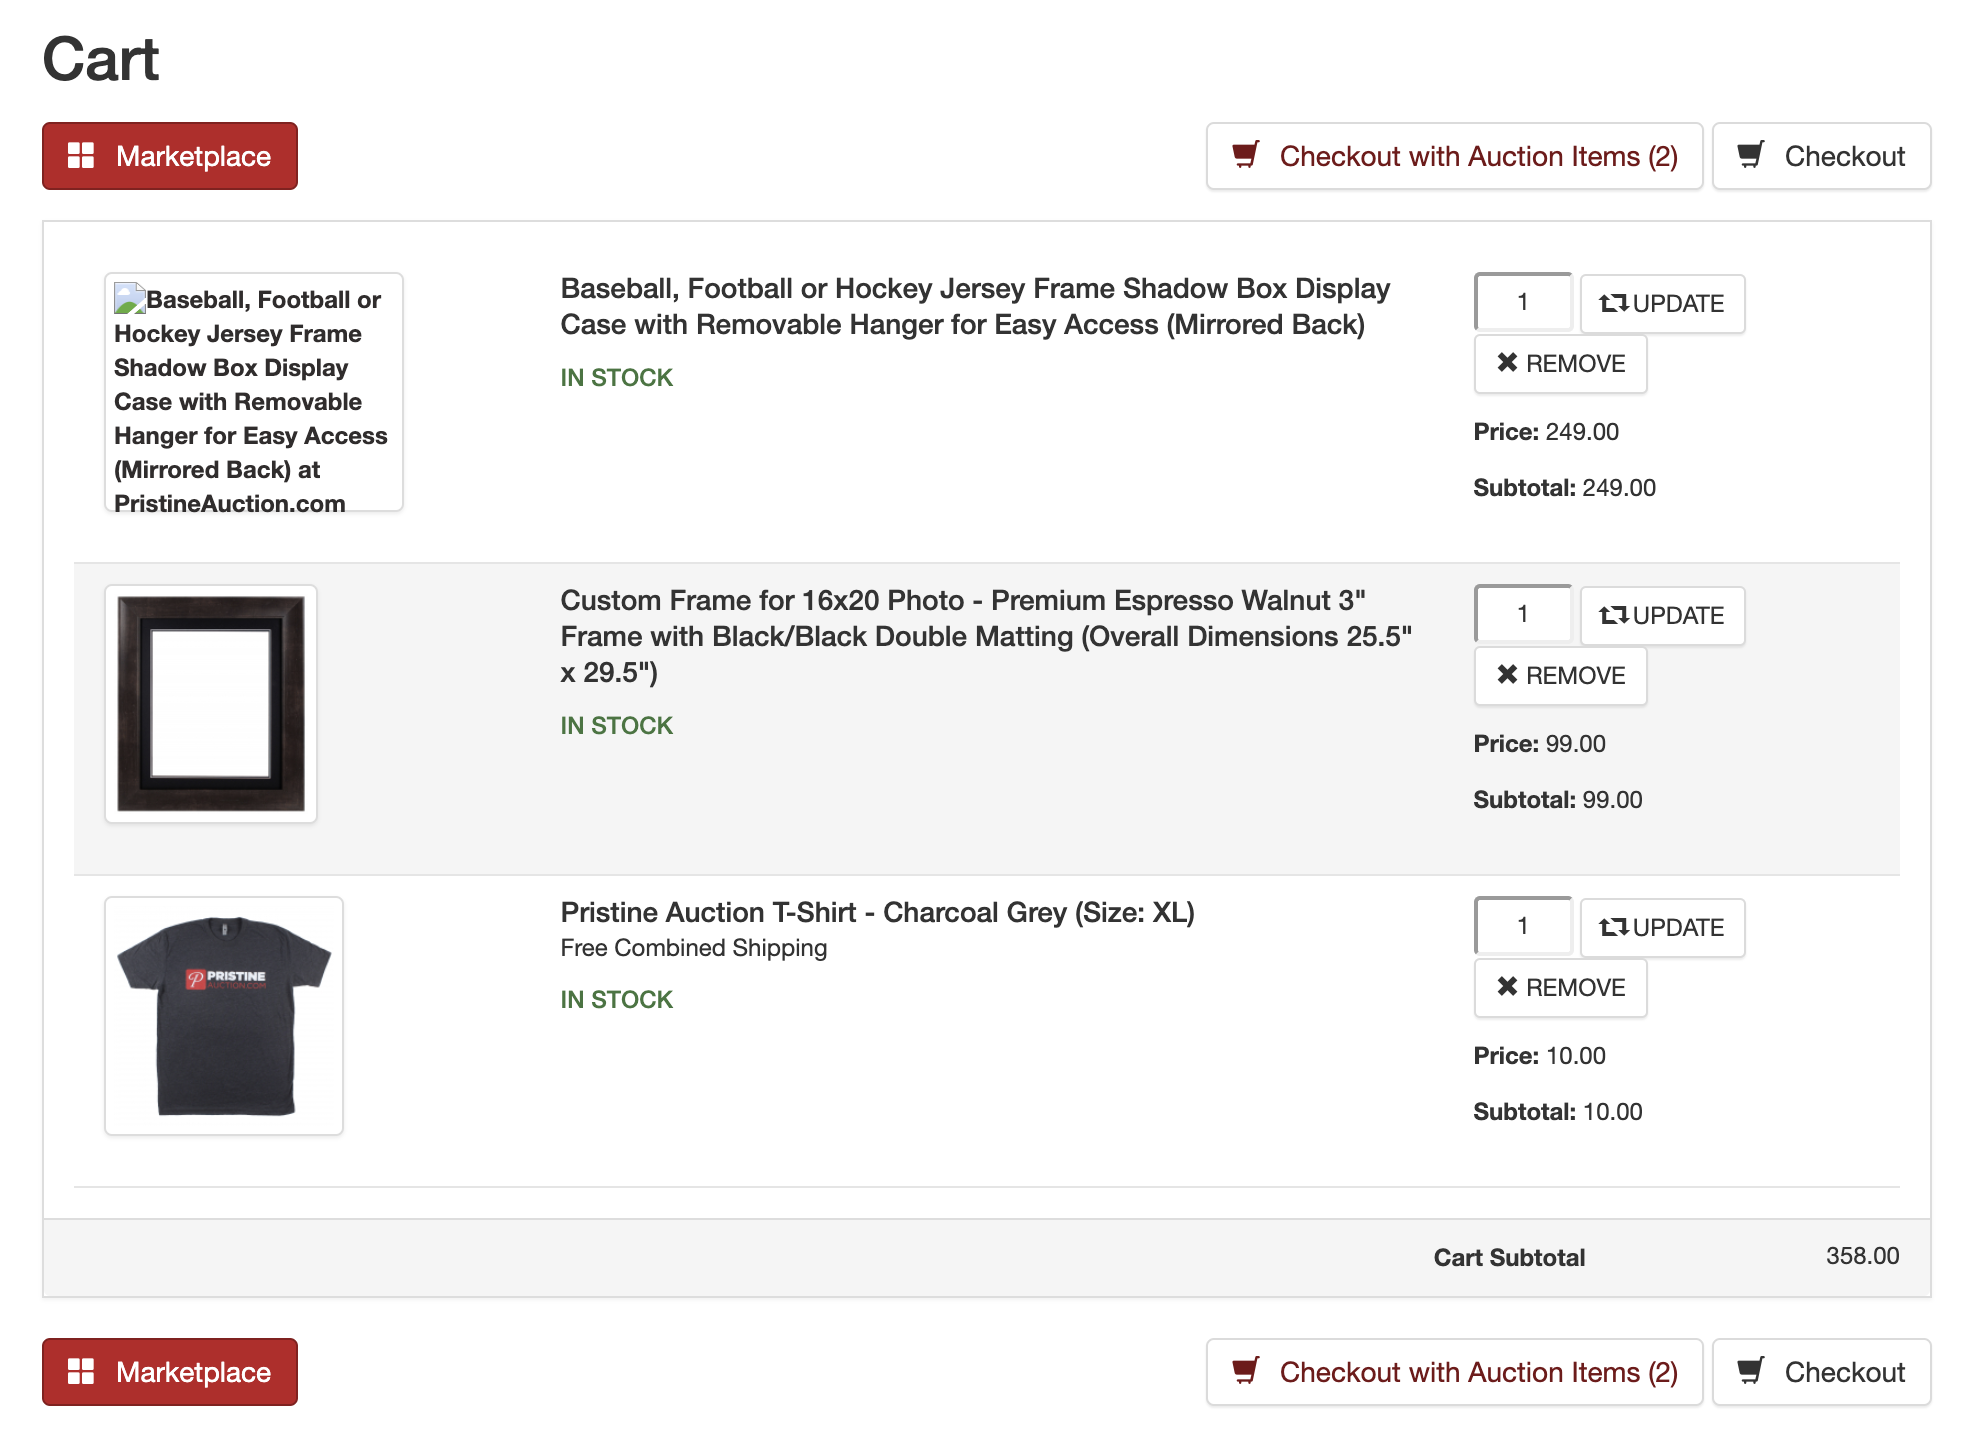 Cart
Marketplace
Checkout with Auction Items (2)
Checkout
Baseball, Football or
Hockey Jersey Frame
Shadow Box Display
Case with Removable
Hanger for Easy Access
(Mirrored Back) at
PristineAuction.com
Baseball, Football or Hockey Jersey Frame Shadow Box Display
Case with Removable Hanger for Easy Access (Mirrored Back)
IN STOCK
1
UPDATE
REMOVE
Price: 249.00
Subtotal: 249.00
Custom Frame for 16x20 Photo - Premium Espresso Walnut 3"
Frame with Black/Black Double Matting (Overall Dimensions 25.5"
x 29.5")
IN STOCK
1
UPDATE
REMOVE
Price: 99.00
Subtotal: 99.00
P PRISTINE
AUCTION.COM
Pristine Auction T-Shirt - Charcoal Grey (Size: XL)
Free Combined Shipping
IN STOCK
1
UPDATE
REMOVE
Price: 10.00
Subtotal: 10.00
Cart Subtotal
358.00
Marketplace
Checkout with Auction Items (2)
Checkout